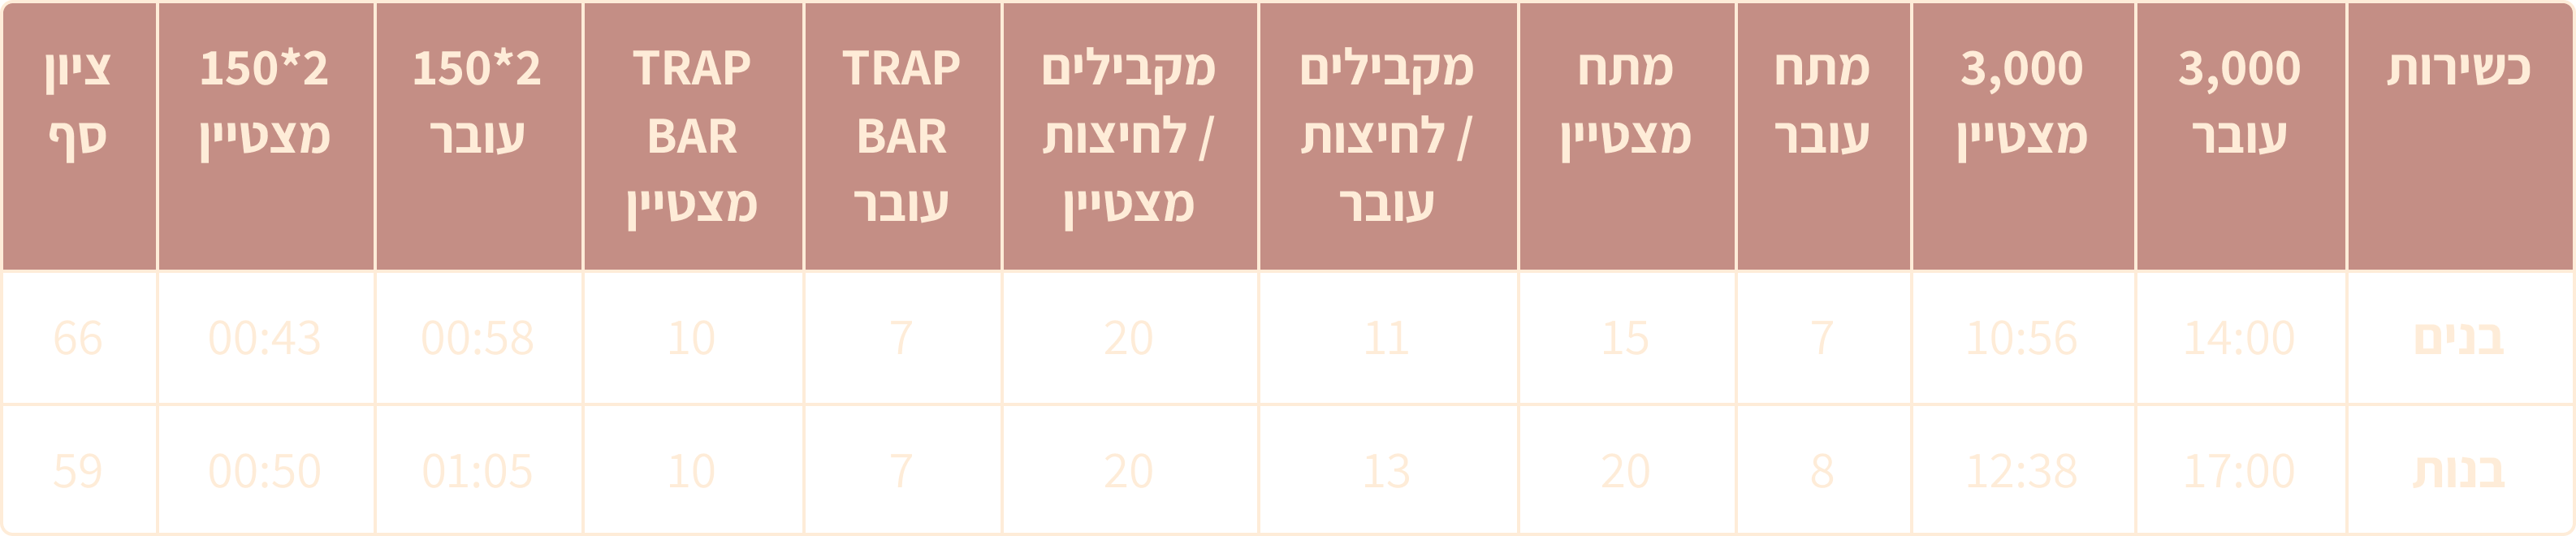 כשירות
3,000
עובר
3,000
מצטיין
מתח
עובר
מתח
מצטיין
מקבילים
/ לחיצות
עובר
מקבילים
/ לחיצות
מצטיין
TRAP
BAR
עובר
TRAP
BAR
מצטיין
150*2
עובר
150*2
מצטיין
ציון
סף
בנים
14:00
10:56
7
15
11
20
7
10
00:58
00:43
66
בנות
17:00
12:38
8
20
13
20
7
10
01:05
00:50
59